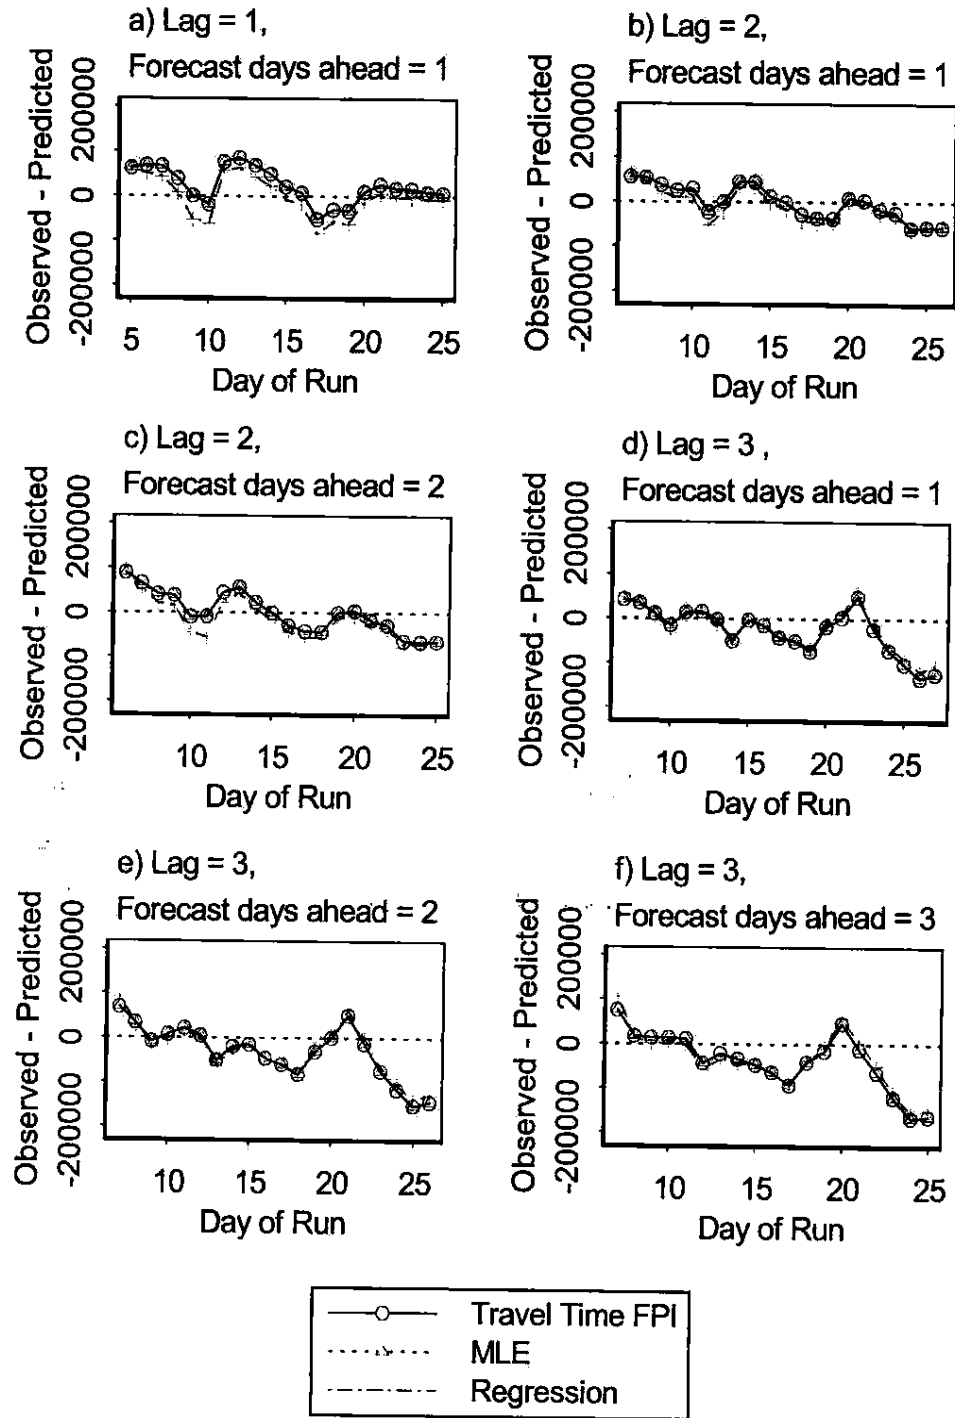 a) Lag = 1,
Forecast days ahead = 1
Observed - Predicted
200000
0
-200000
5
10
15
20
25
Day of Run
b) Lag = 2,
Forecast days ahead = 1
Observed - Predicted
200000
0
-200000
10
15
20
25
Day of Run
c) Lag = 2,
Forecast days ahead = 2
Observed - Predicted
200000
0
-200000
10
15
20
25
Day of Run
d) Lag = 3 ,
Forecast days ahead = 1
Observed - Predicted
200000
0
-200000
10
15
20
25
Day of Run
e) Lag = 3,
Forecast days ahead = 2
Observed - Predicted
200000
0
-200000
10
15
20
25
Day of Run
f) Lag = 3,
Forecast days ahead = 3
Observed - Predicted
200000
0
-200000
10
15
20
25
Day of Run
Travel Time FPI
MLE
Regression